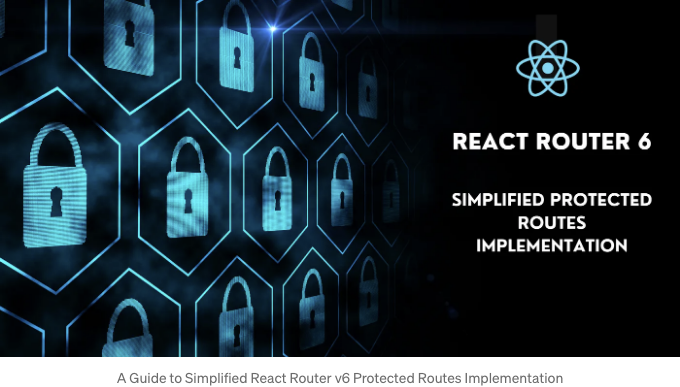 REACT ROUTER 6
SIMPLIFIED PROTECTED
ROUTES
IMPLEMENTATION
A Guide to Simplified React Router v6 Protected Routes Implementation